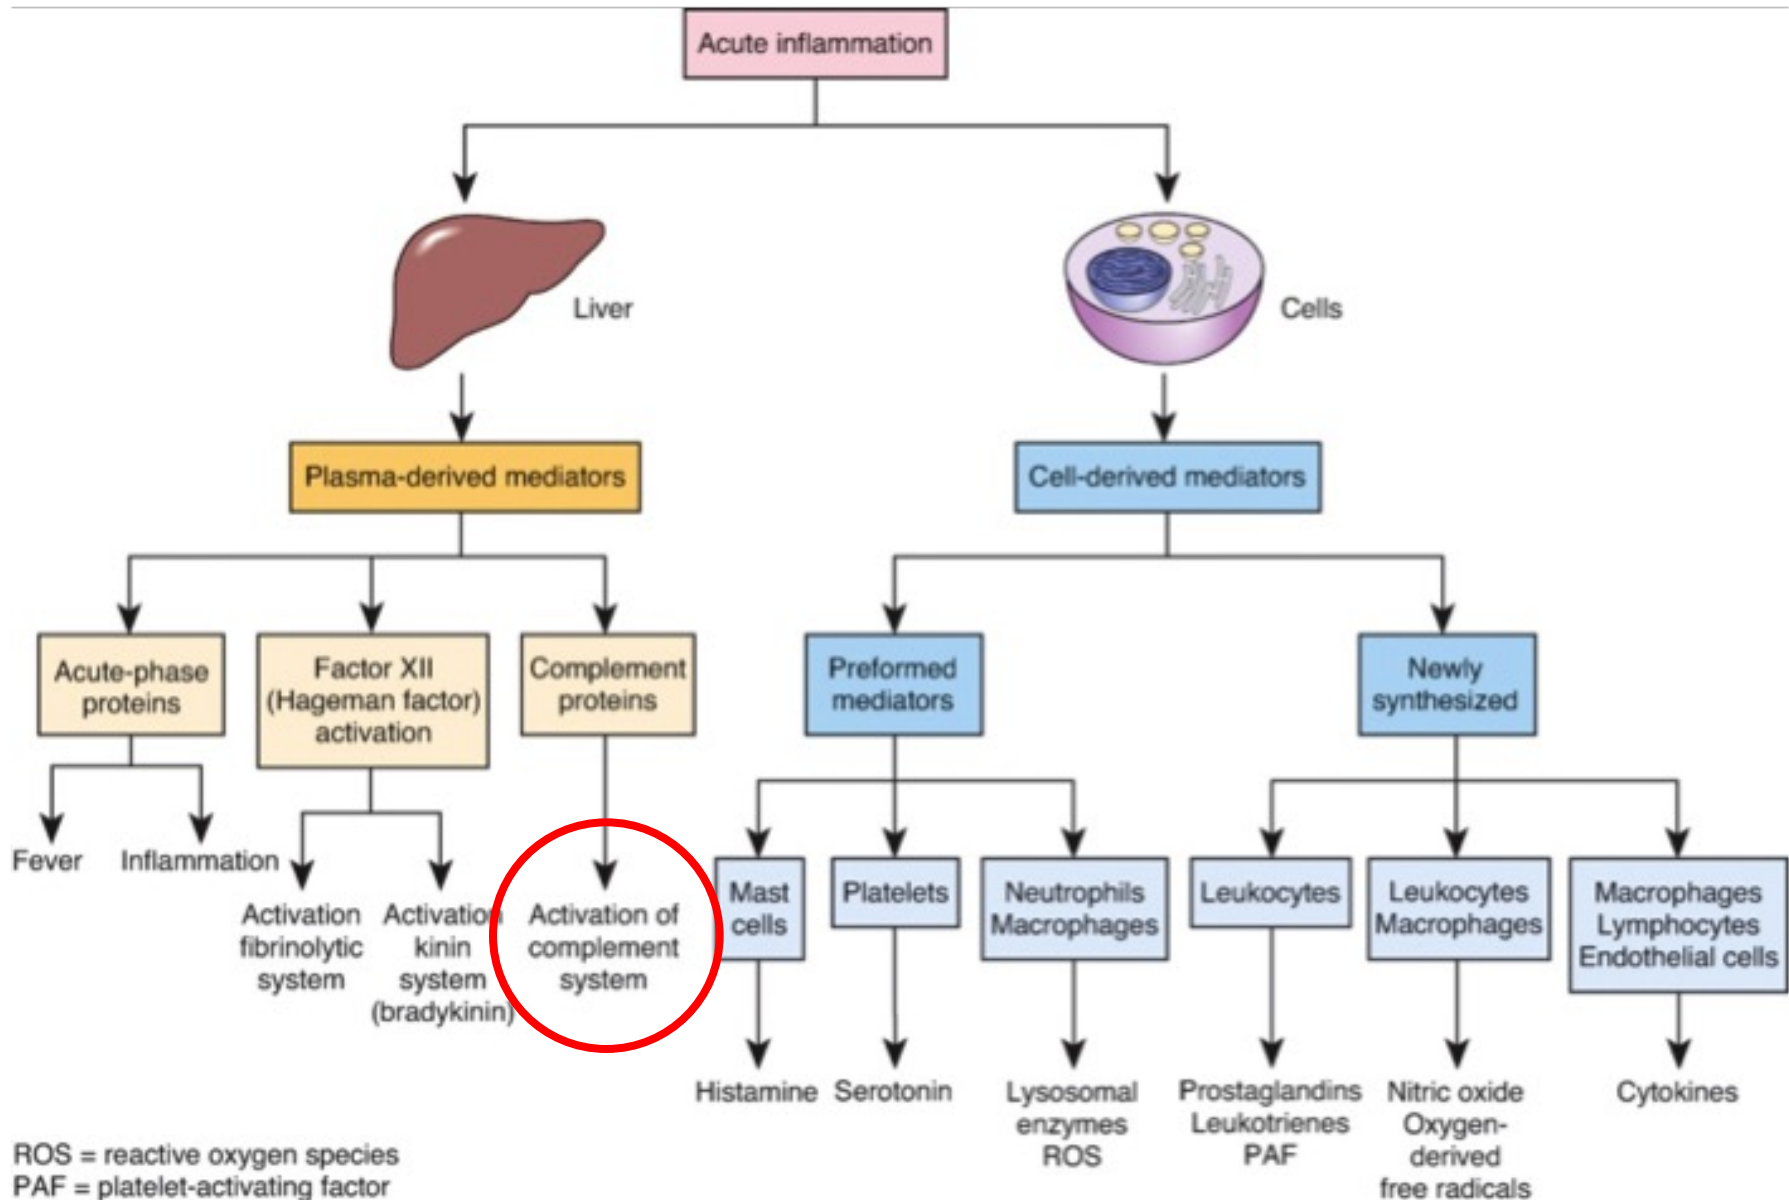 Acute inflammation
Liver
Cells
Plasma-derived mediators
Cell-derived mediators
Acute-phase
proteins
Factor XII
(Hageman factor)
activation
Complement
proteins
Preformed
mediators
Newly
synthesized
Fever
Inflammation
Activation
fibrinolytic
system
Activation
kinin
system
(bradykinin)
Activation of
complement
system
Mast
cells
Platelets
Neutrophils
Macrophages
Leukocytes
Leukocytes
Macrophages
Macrophages
Lymphocytes
Endothelial cells
Histamine
Serotonin
Lysosomal
enzymes
ROS
Prostaglandins
Leukotrienes
PAF
Nitric oxide
Oxygen-
derived
free radicals
Cytokines
ROS = reactive oxygen species
PAF = platelet-activating factor